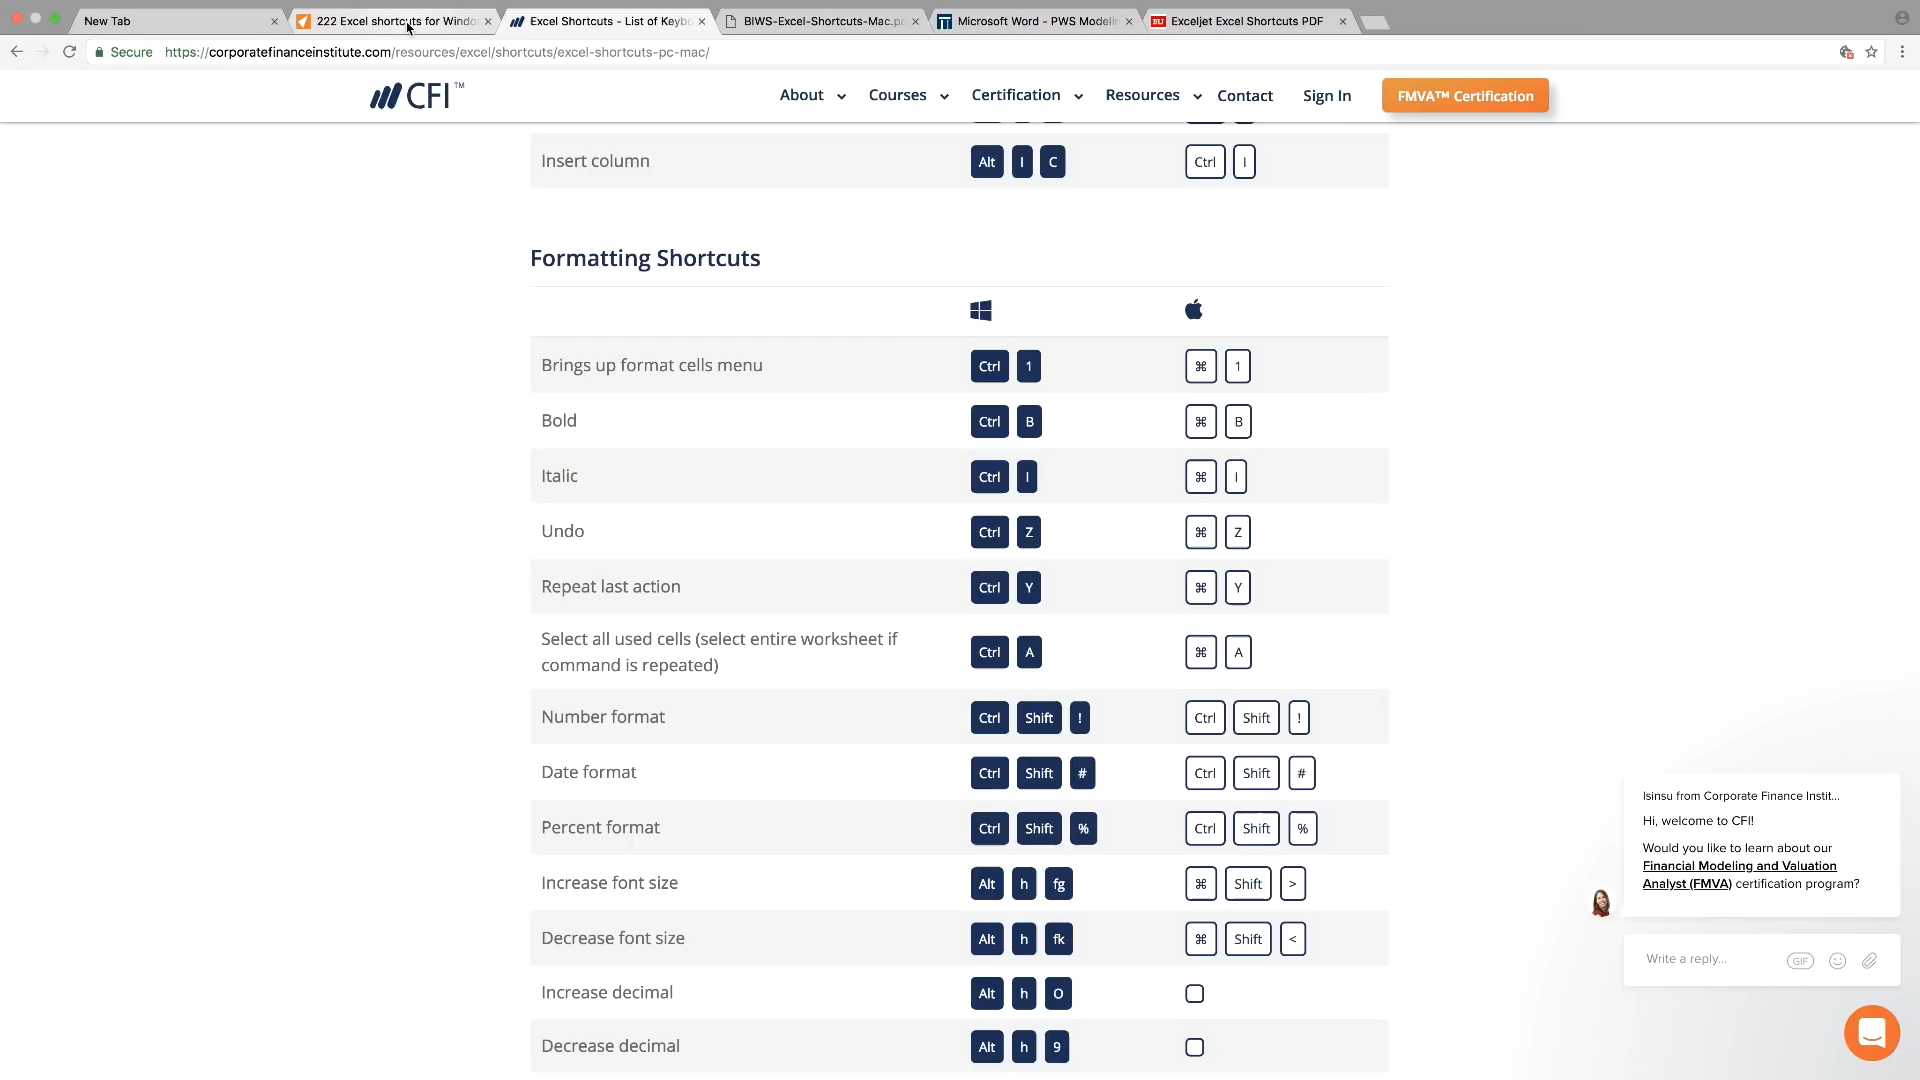 New Tab
222 Excel shortcuts for Windo
Excel Shortcuts - List of Keybo
BIWS-Excel-Shortcuts-Mac.p
Microsoft Word - PWS Modelin
Exceljet Excel Shortcuts PDF
Secure https://corporatefinanceinstitute.com/resources/excel/shortcuts/excel-shortcuts-pc-mac/
CFI™
About
Courses
Certification
Resources
Contact
Sign In
FMVA™ Certification
Insert column Alt I C Ctrl I
Formatting Shortcuts
Brings up format cells menu Ctrl 1 ⌘ 1
Bold Ctrl B ⌘ B
Italic Ctrl I ⌘ I
Undo Ctrl Z ⌘ Z
Repeat last action Ctrl Y ⌘ Y
Select all used cells (select entire worksheet if
command is repeated) Ctrl A ⌘ A
Number format Ctrl Shift ! Ctrl Shift !
Date format Ctrl Shift # Ctrl Shift #
Percent format Ctrl Shift % Ctrl Shift %
Increase font size Alt h fg ⌘ Shift >
Decrease font size Alt h fk ⌘ Shift <
Increase decimal Alt h O
Decrease decimal Alt h 9
Isinsu from Corporate Finance Instit...
Hi, welcome to CFI!
Would you like to learn about our
Financial Modeling and Valuation
Analyst (FMVA) certification program?
Write a reply...
GIF